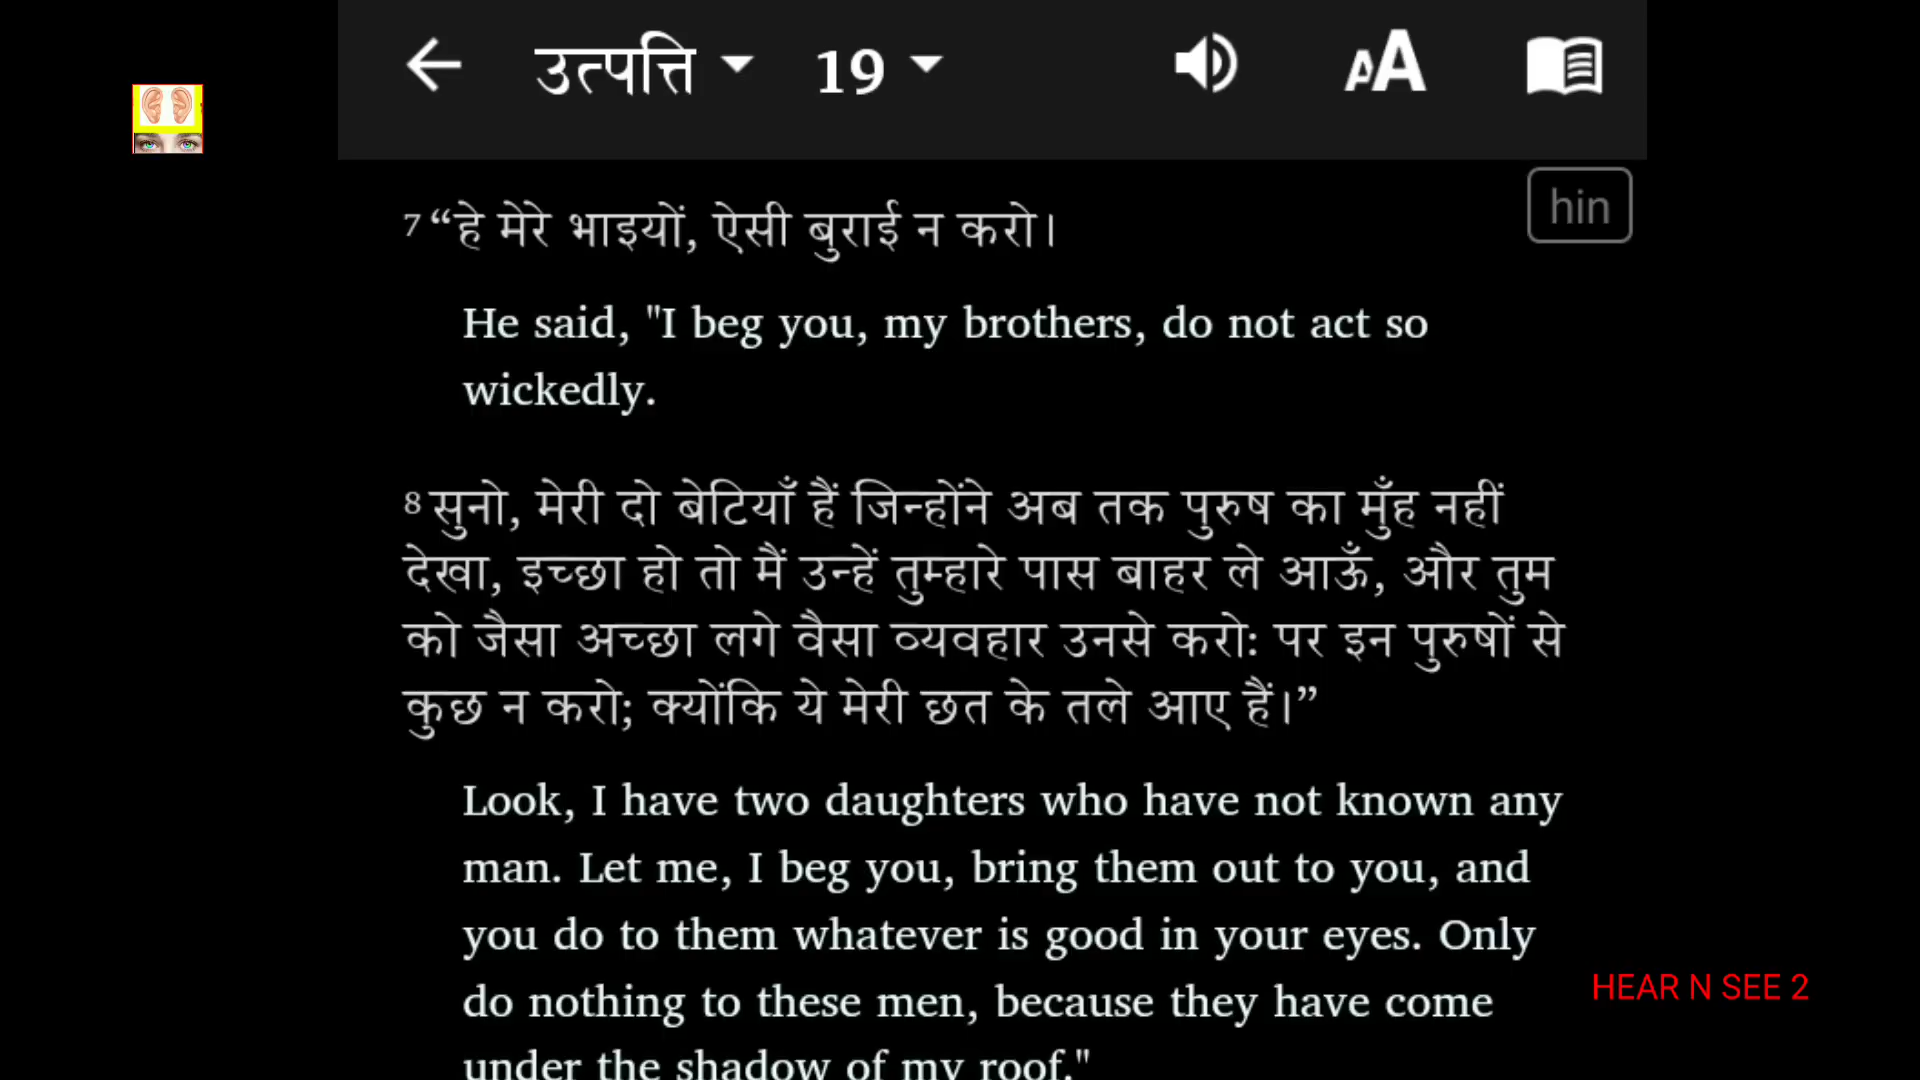 उत्पत्ति 19 AA
hin
7 “हे मेरे भाइयों, ऐसी बुराई न करो।
He said, "I beg you, my brothers, do not act so
wickedly.
8 सुनो, मेरी दो बेटियाँ हैं जिन्होंने अब तक पुरुष का मुँह नहीं
देखा, इच्छा हो तो मैं उन्हें तुम्हारे पास बाहर ले आऊँ, और तुम
को जैसा अच्छा लगे वैसा व्यवहार उनसे करोः पर इन पुरुषों से
कुछ न करो; क्योंकि ये मेरी छत के तले आए हैं।”
Look, I have two daughters who have not known any
man. Let me, I beg you, bring them out to you, and
you do to them whatever is good in your eyes. Only
do nothing to these men, because they have come
under the shadow of my roof."
HEAR N SEE 2